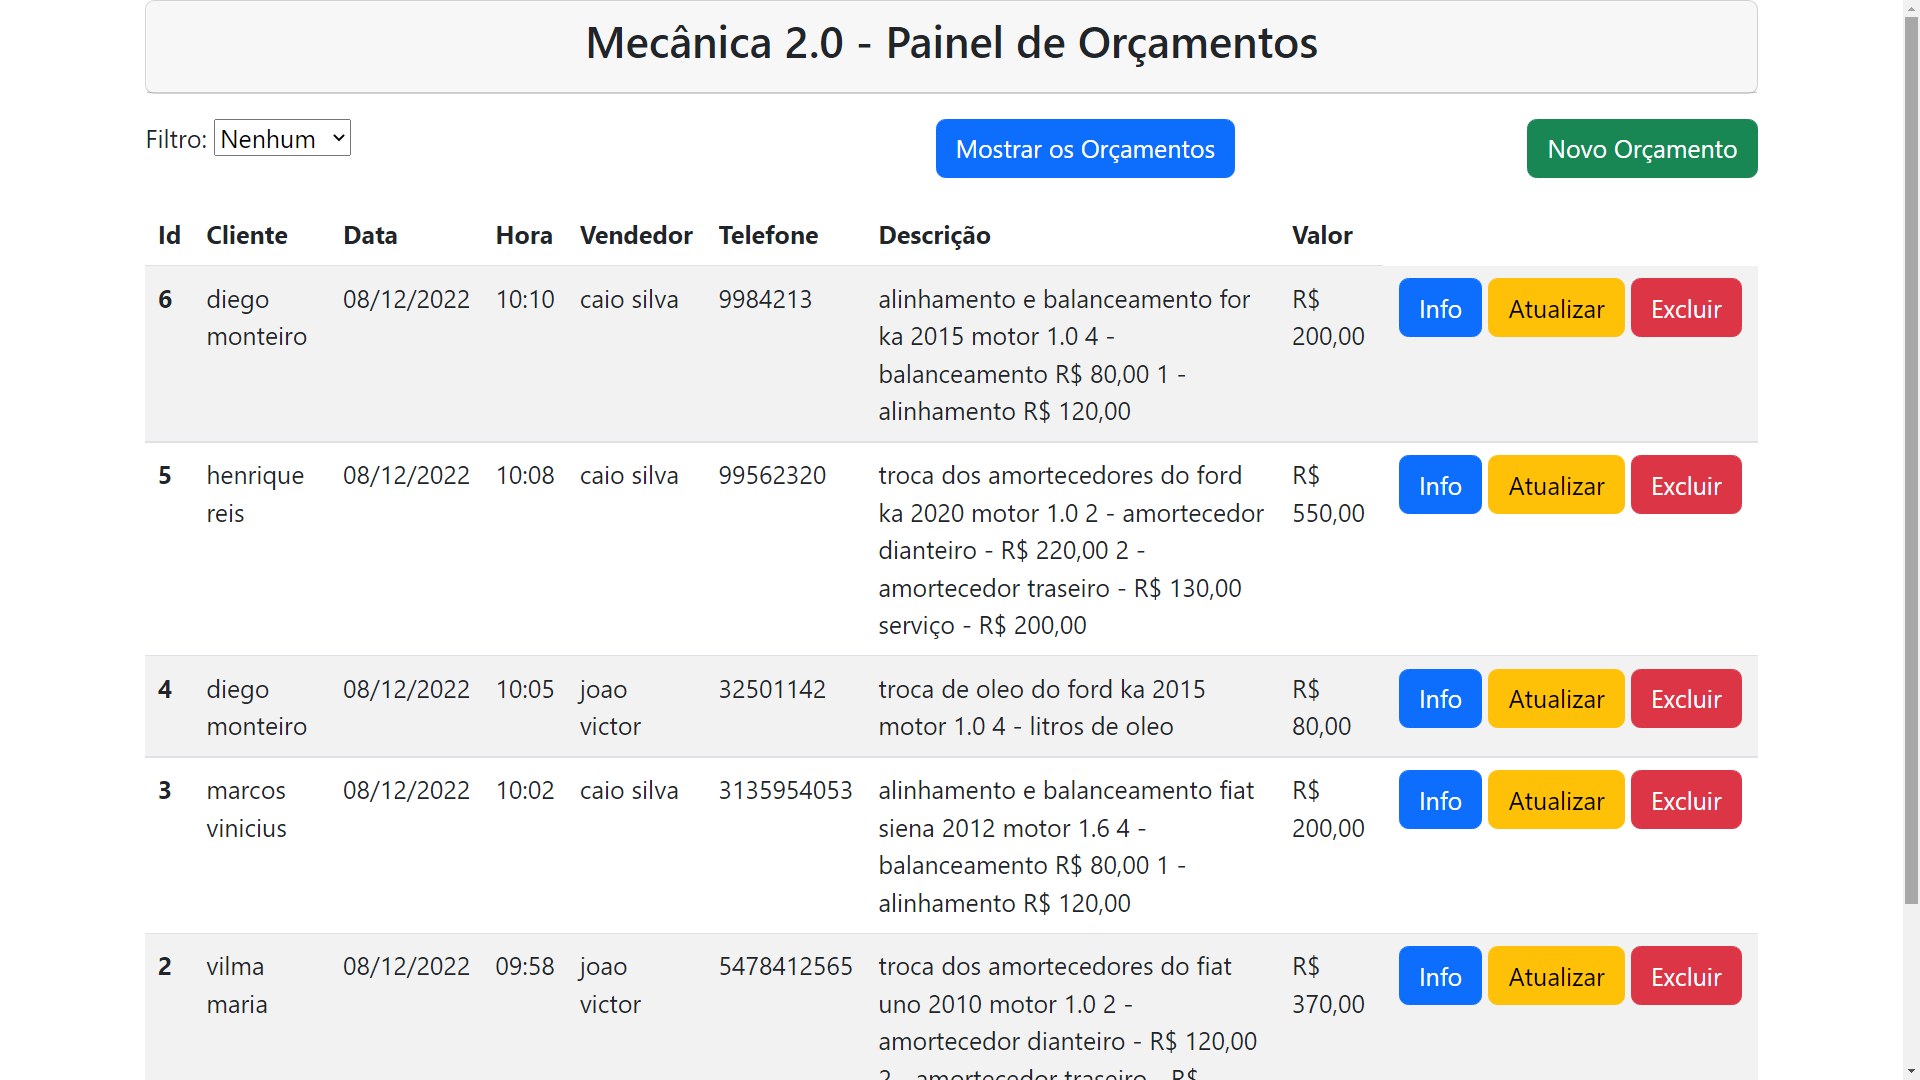 Mecânica 2.0 - Painel de Orçamentos
Filtro: Nenhum
Mostrar os Orçamentos
Novo Orçamento
Id Cliente Data Hora Vendedor Telefone Descrição Valor
6 diego 08/12/2022 10:10 caio silva 9984213 alinhamento e balanceamento for R$ Info Atualizar Excluir
monteiro ka 2015 motor 1.0 4 - 200,00
balanceamento R$ 80,00 1 -
alinhamento R$ 120,00
5 henrique 08/12/2022 10:08 caio silva 99562320 troca dos amortecedores do ford R$ Info Atualizar Excluir
reis ka 2020 motor 1.0 2 - amortecedor 550,00
dianteiro - R$ 220,00 2 -
amortecedor traseiro - R$ 130,00
serviço - R$ 200,00
4 diego 08/12/2022 10:05 joao 32501142 troca de oleo do ford ka 2015 R$ Info Atualizar Excluir
monteiro victor motor 1.0 4 - litros de oleo 80,00
3 marcos 08/12/2022 10:02 caio silva 3135954053 alinhamento e balanceamento fiat R$ Info Atualizar Excluir
vinicius siena 2012 motor 1.6 4 - 200,00
balanceamento R$ 80,00 1 -
alinhamento R$ 120,00
2 vilma 08/12/2022 09:58 joao 5478412565 troca dos amortecedores do fiat R$ Info Atualizar Excluir
maria victor uno 2010 motor 1.0 2 - 370,00
amortecedor dianteiro - R$ 120,00
2 - amortecedor traseiro - R$